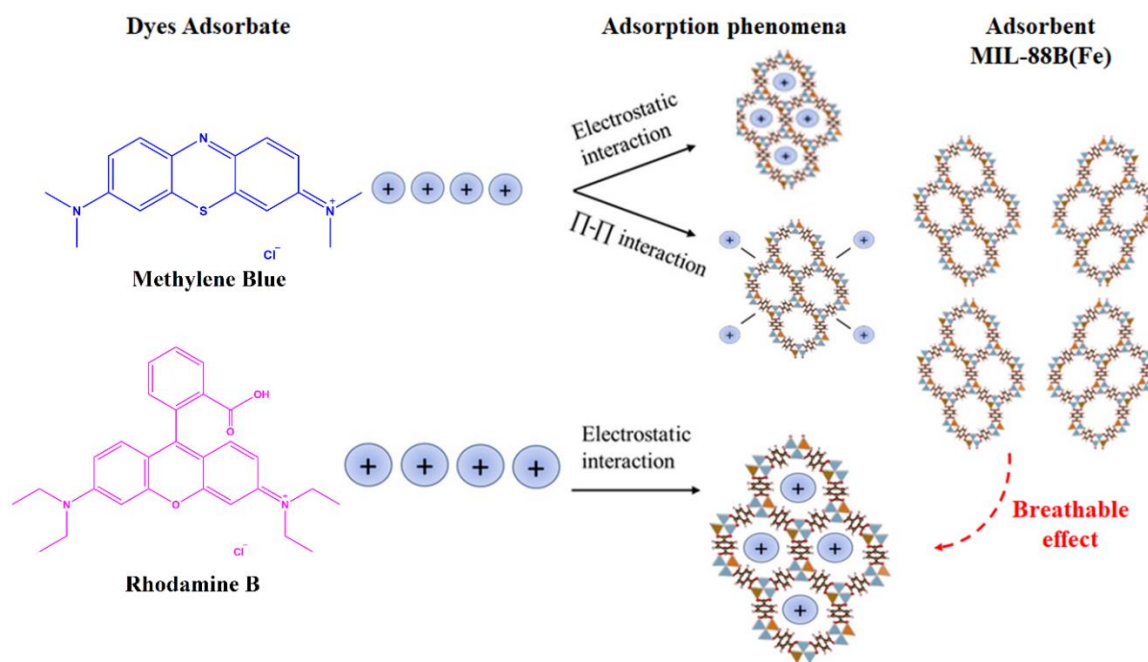 Dyes Adsorbate
Adsorption phenomena
Adsorbent
MIL-88B(Fe)
N
N
N⁺
S
Cl⁻
+ + + +
Methylene Blue
Electrostatic
interaction
∏-∏ interaction
+
+ +
+
+ +
+ +
OH
O
N
O
N⁺
Cl⁻
+ + + +
Rhodamine B
Electrostatic
interaction
+
+ +
+
Breathable
effect